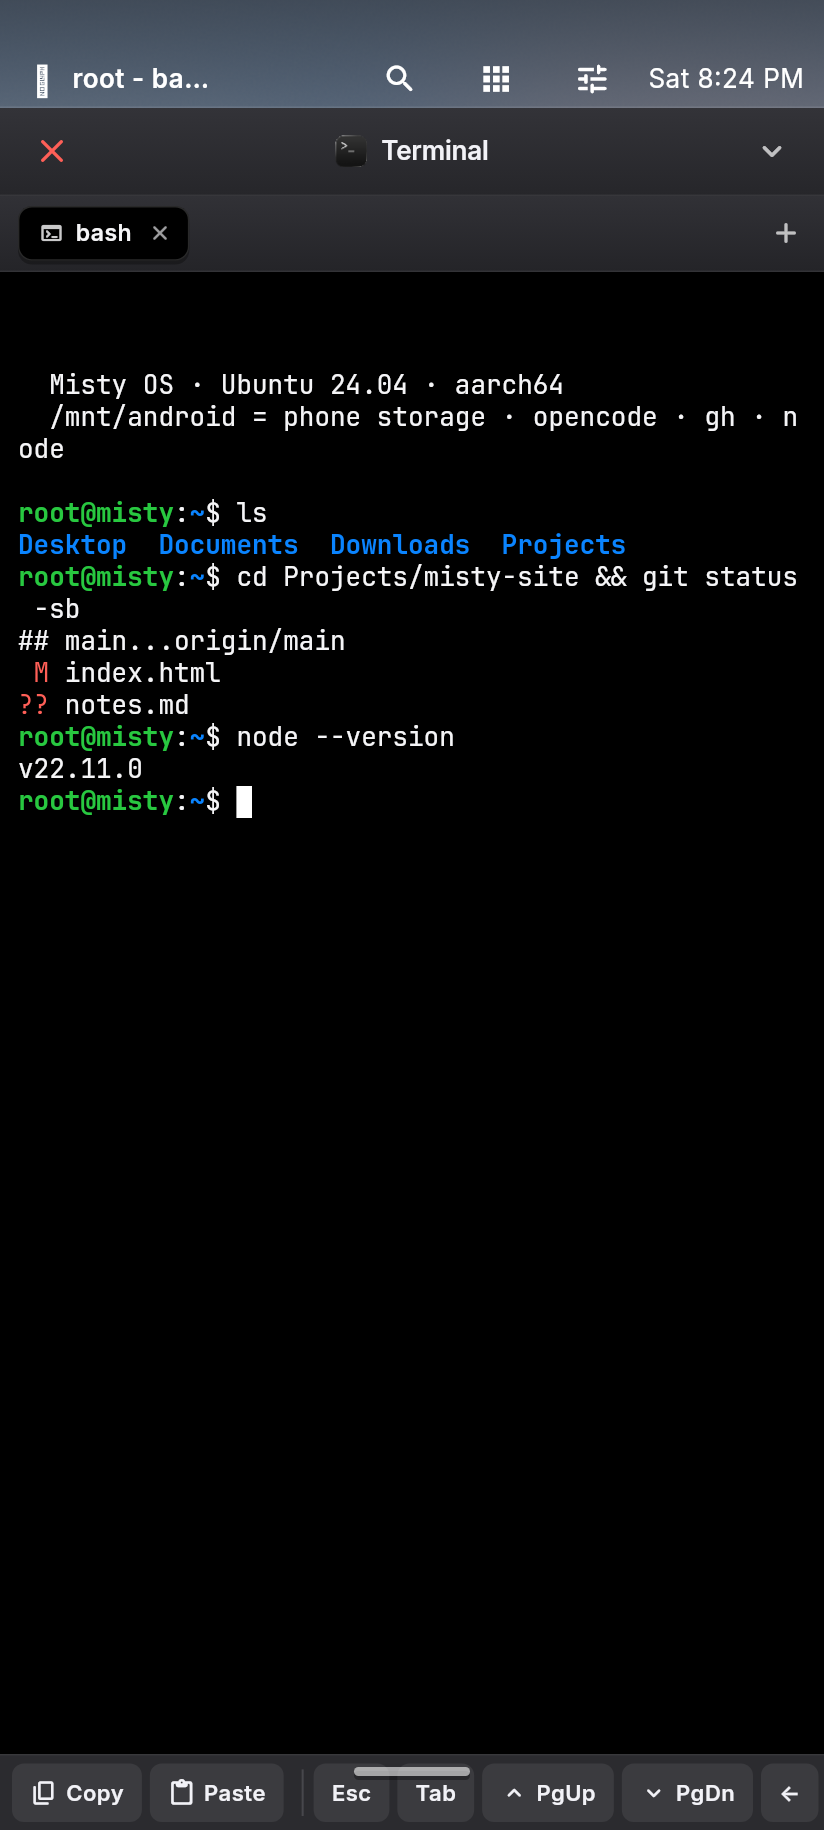 root - ba... Sat 8:24 PM
Terminal
bash
Misty OS · Ubuntu 24.04 · aarch64
/mnt/android = phone storage · opencode · gh · n
ode
root@misty:~$ ls
Desktop  Documents  Downloads  Projects
root@misty:~$ cd Projects/misty-site && git status
 -sb
## main...origin/main
 M index.html
?? notes.md
root@misty:~$ node --version
v22.11.0
root@misty:~$
Copy Paste Esc Tab PgUp PgDn